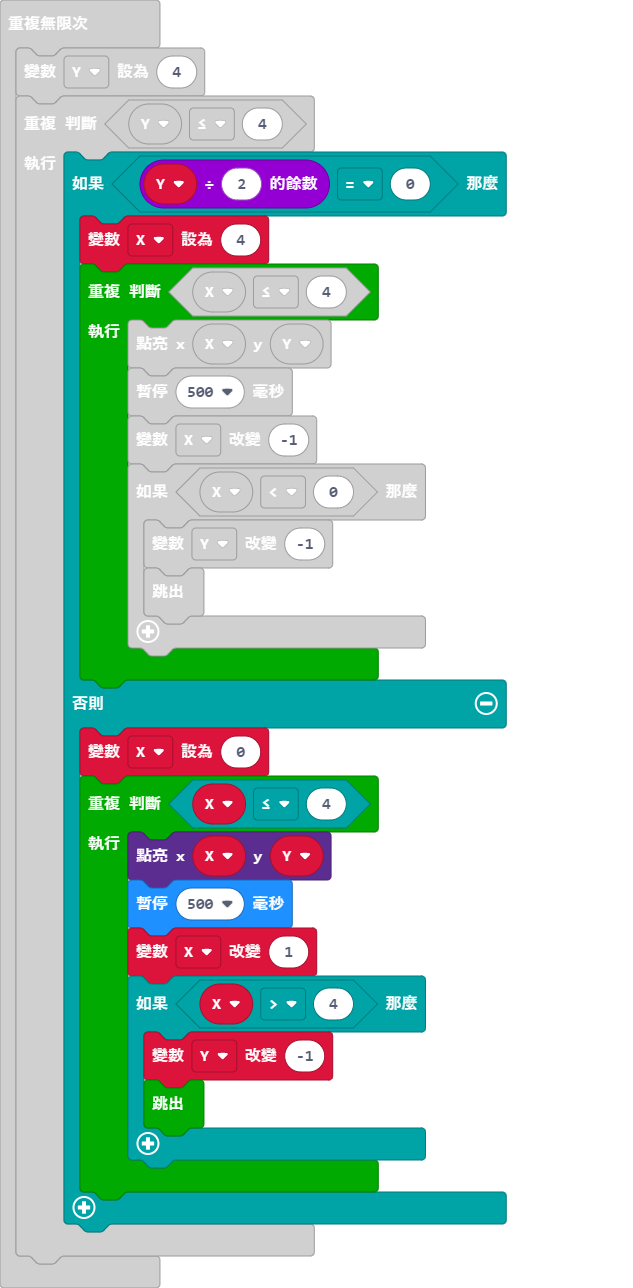 重複無限次
變數 Y 設為 4
重複 判斷 Y ≤ 4
執行
如果 Y ÷ 2 的餘數 = 0 那麼
變數 X 設為 4
重複 判斷 X ≤ 4
執行
點亮 x X y Y
暫停 500 毫秒
變數 X 改變 -1
如果 X < 0 那麼
變數 Y 改變 -1
跳出
否則
變數 X 設為 0
重複 判斷 X ≤ 4
執行
點亮 x X y Y
暫停 500 毫秒
變數 X 改變 1
如果 X > 4 那麼
變數 Y 改變 -1
跳出